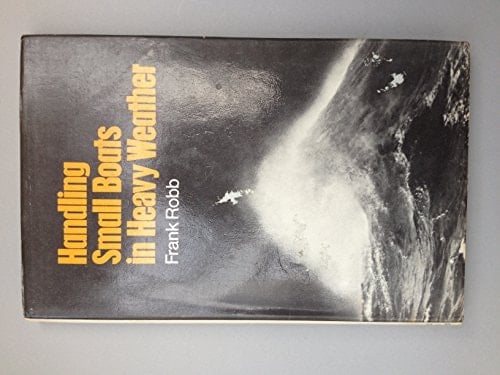 Handling
Small Boats
in Heavy Weather
Frank Robb